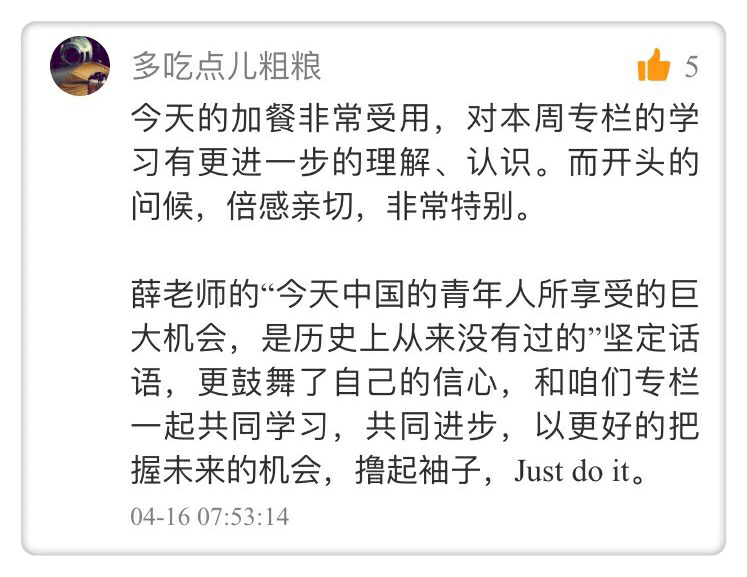 多吃点儿粗粮
5
今天的加餐非常受用，对本周专栏的学
习有更进一步的理解、认识。而开头的
问候，倍感亲切，非常特别。
薛老师的“今天中国的青年人所享受的巨
大机会，是历史上从来没有过的”坚定话
语，更鼓舞了自己的信心，和咱们专栏
一起共同学习，共同进步，以更好的把
握未来的机会，撸起袖子，Just do it。
04-16 07:53:14